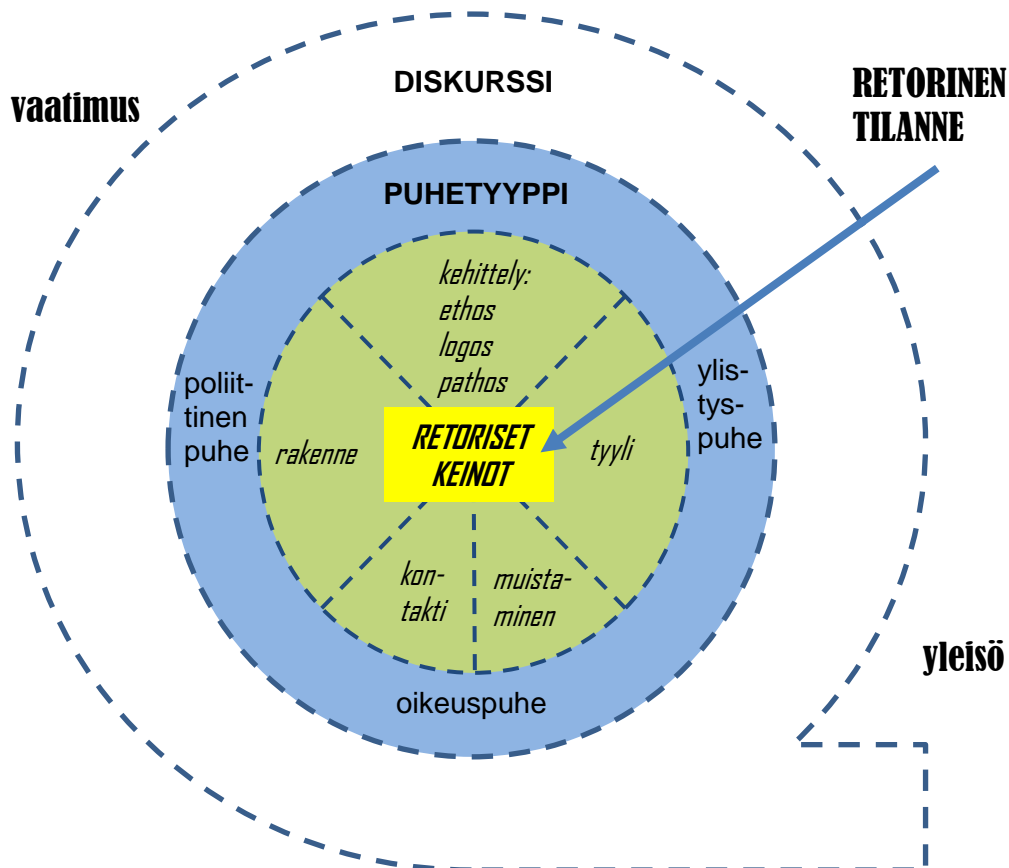 DISKURSSI
vaatimus
RETORINEN
TILANNE
PUHETYYPPI
kehittely:
ethos
logos
pathos
poliit-
tinen
puhe
ylis-
tys-
puhe
rakenne
RETORISET
KEINOT
tyyli
kon-
takti
muista-
minen
oikeuspuhe
yleisö